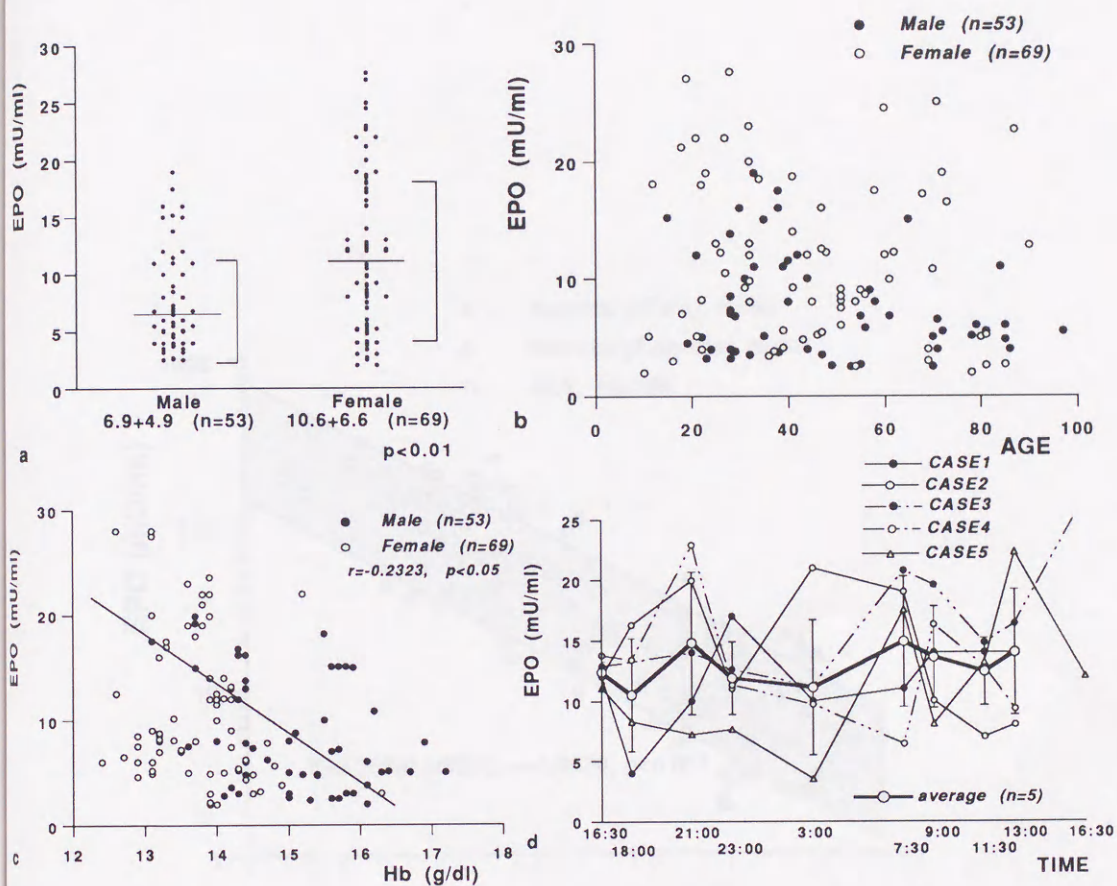 30
25
20
15
10
5
0
EPO (mU/ml)
Male
6.9+4.9 (n=53)
Female
10.6+6.6 (n=69)
p<0.01
a
Male (n=53)
Female (n=69)
30
20
10
0
EPO (mU/ml)
0 20 40 60 80 100
AGE
b
Male (n=53)
Female (n=69)
r=-0.2323, p<0.05
30
20
10
0
EPO (mU/ml)
12 13 14 15 16 17 18
Hb (g/dl)
c
CASE1
CASE2
CASE3
CASE4
CASE5
25
20
15
10
5
0
EPO (mU/ml)
average (n=5)
16:30 21:00 3:00 9:00 13:00 16:30
18:00 23:00 7:30 11:30
TIME
d